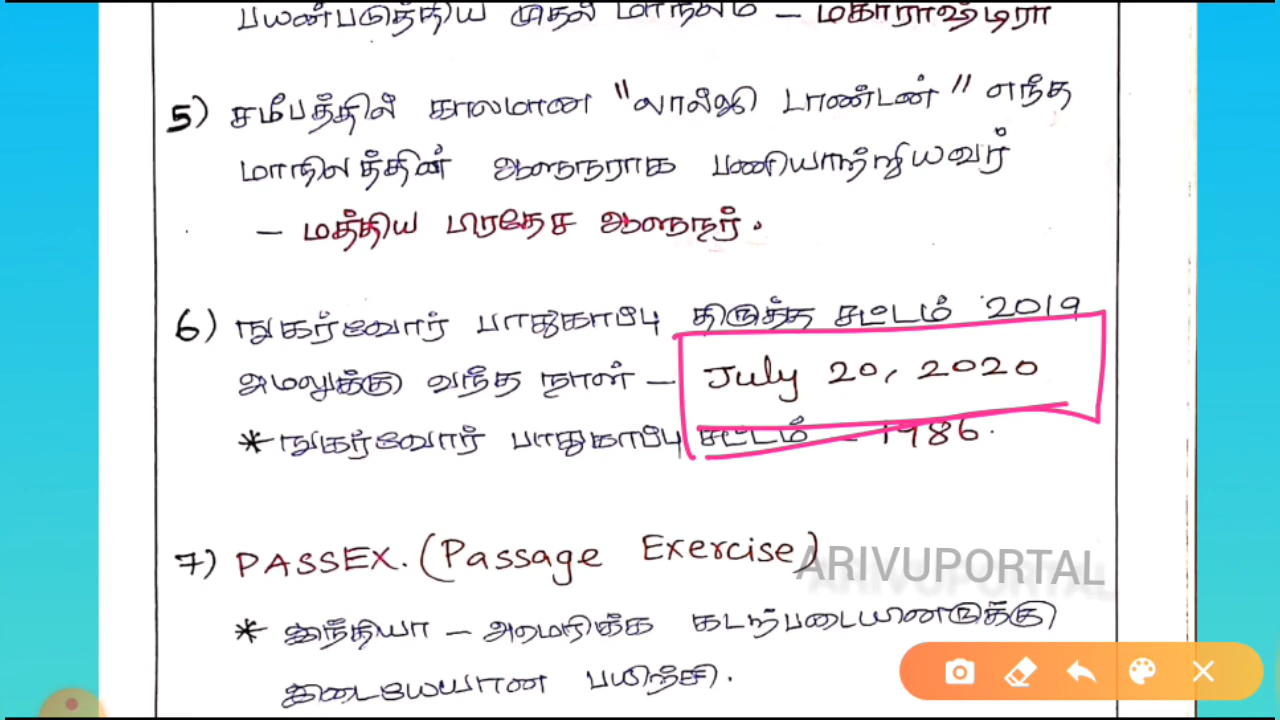 பயன்படுத்திய முதல் மாநிலம் – மகாராஷ்டிரா
5) சமீபத்தில் காலமான "லால்ஜி டாண்டன்" எந்த
மாநிலத்தின் ஆளுநராக பணியாற்றியவர்
– மத்திய பிரதேச ஆளுநர்.
6) நுகர்வோர் பாதுகாப்பு திருத்த சட்டம் 2019
அமலுக்கு வந்த நாள் – July 20, 2020
* நுகர்வோர் பாதுகாப்பு சட்டம் – 1986.
7) PASSEX. (Passage Exercise)
ARIVUPORTAL
* இந்தியா – அமெரிக்க கடற்படையினருக்கு
இடையேயான பயிற்சி.